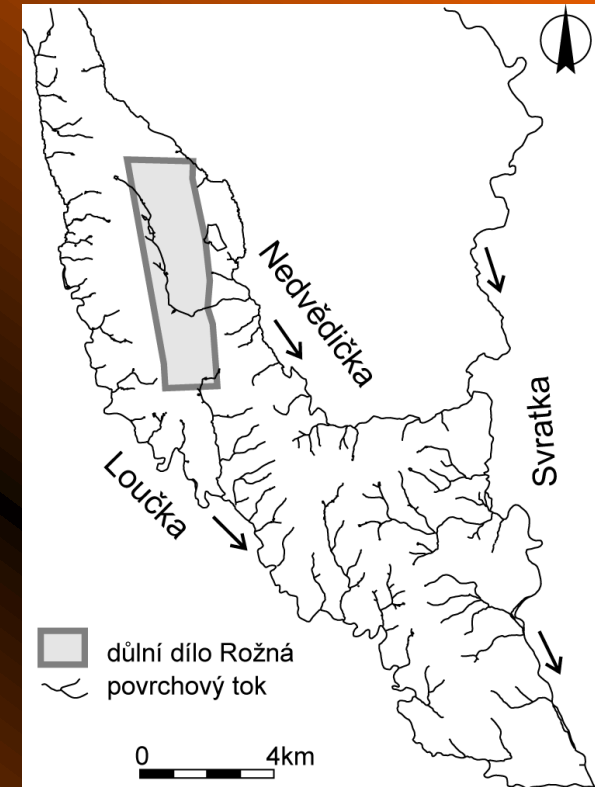 Nedvědička
Svratka
Loučka
důlní dílo Rožná
povrchový tok
0 4km